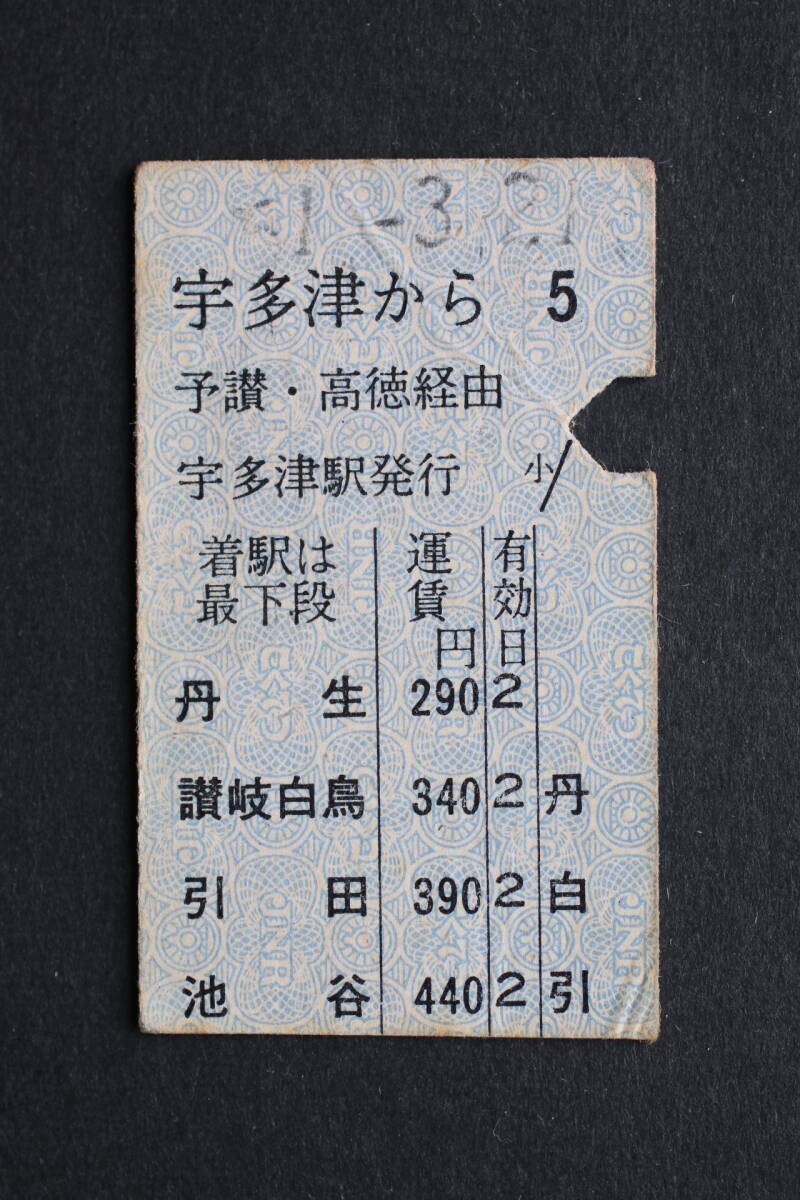 -3.21
宇多津から 5
予讃・高徳経由
宇多津駅発行 小/
着駅は 運 有
最下段 賃 効
円 日
丹生 290 2
讃岐白鳥 340 2 丹
引田 390 2 白
池谷 440 2 引